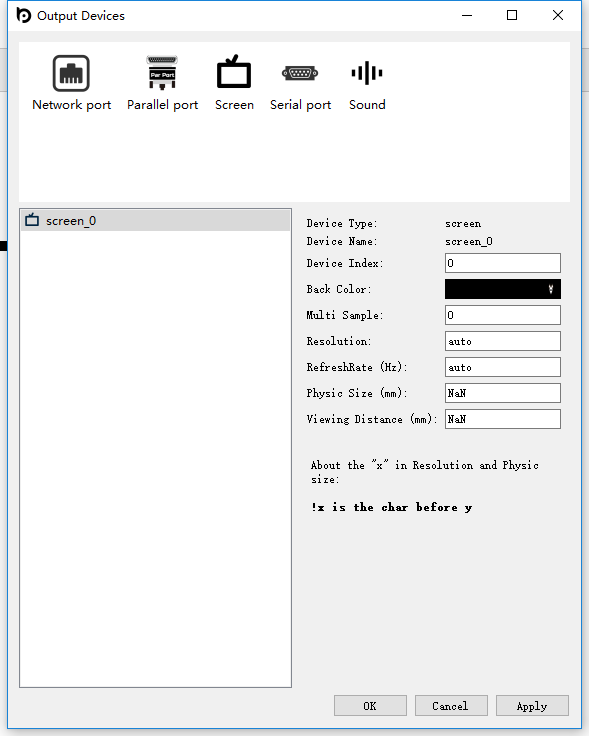 Output Devices
Par Port
Network port Parallel port Screen Serial port Sound
screen_0
Device Type: screen
Device Name: screen_0
Device Index: 0
Back Color:
Multi Sample: 0
Resolution: auto
RefreshRate (Hz): auto
Physic Size (mm): NaN
Viewing Distance (mm): NaN
About the "x" in Resolution and Physic
size:
!x is the char before y
OK Cancel Apply